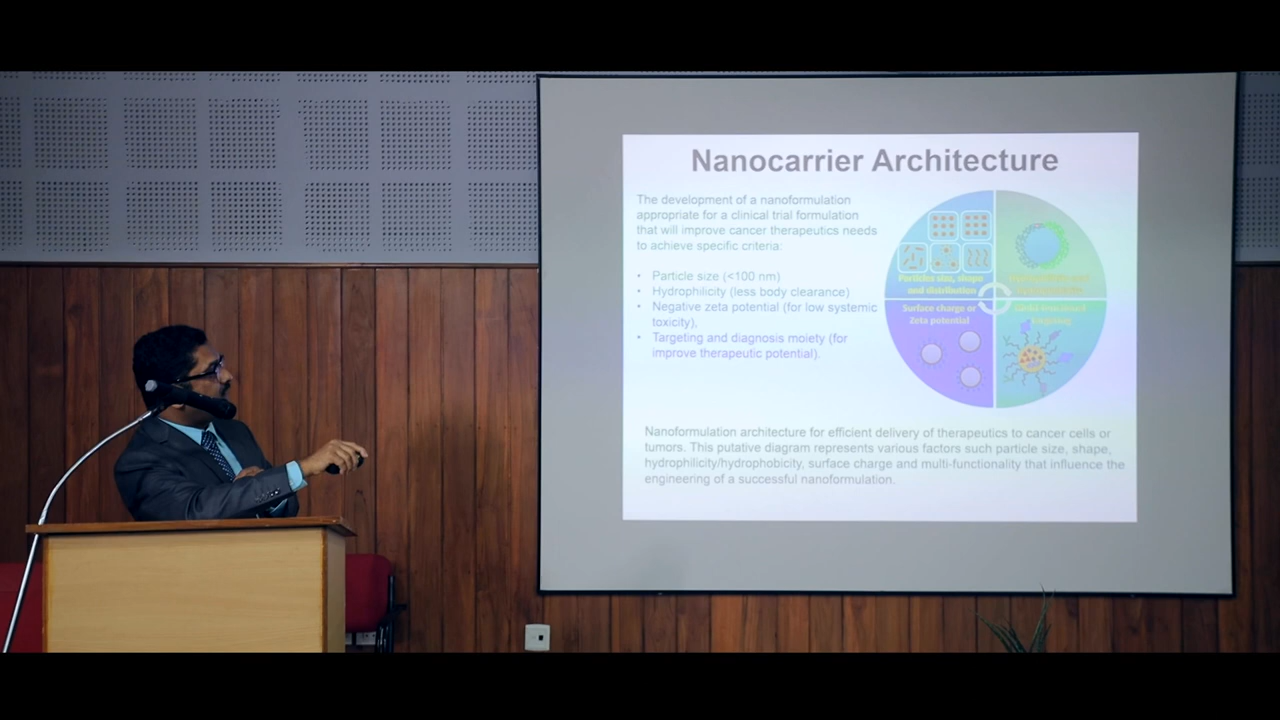 Nanocarrier Architecture
The development of a nanoformulation
appropriate for a clinical trial formulation
that will improve cancer therapeutics needs
to achieve specific criteria:
• Particle size (<100 nm)
• Hydrophilicity (less body clearance)
• Negative zeta potential (for low systemic
toxicity),
• Targeting and diagnosis moiety (for
improve therapeutic potential).
Particles size, shape
and distribution
Surface charge or
Zeta potential
Nanoformulation architecture for efficient delivery of therapeutics to cancer cells or
tumors. This putative diagram represents various factors such particle size, shape,
hydrophilicity/hydrophobicity, surface charge and multi-functionality that influence the
engineering of a successful nanoformulation.